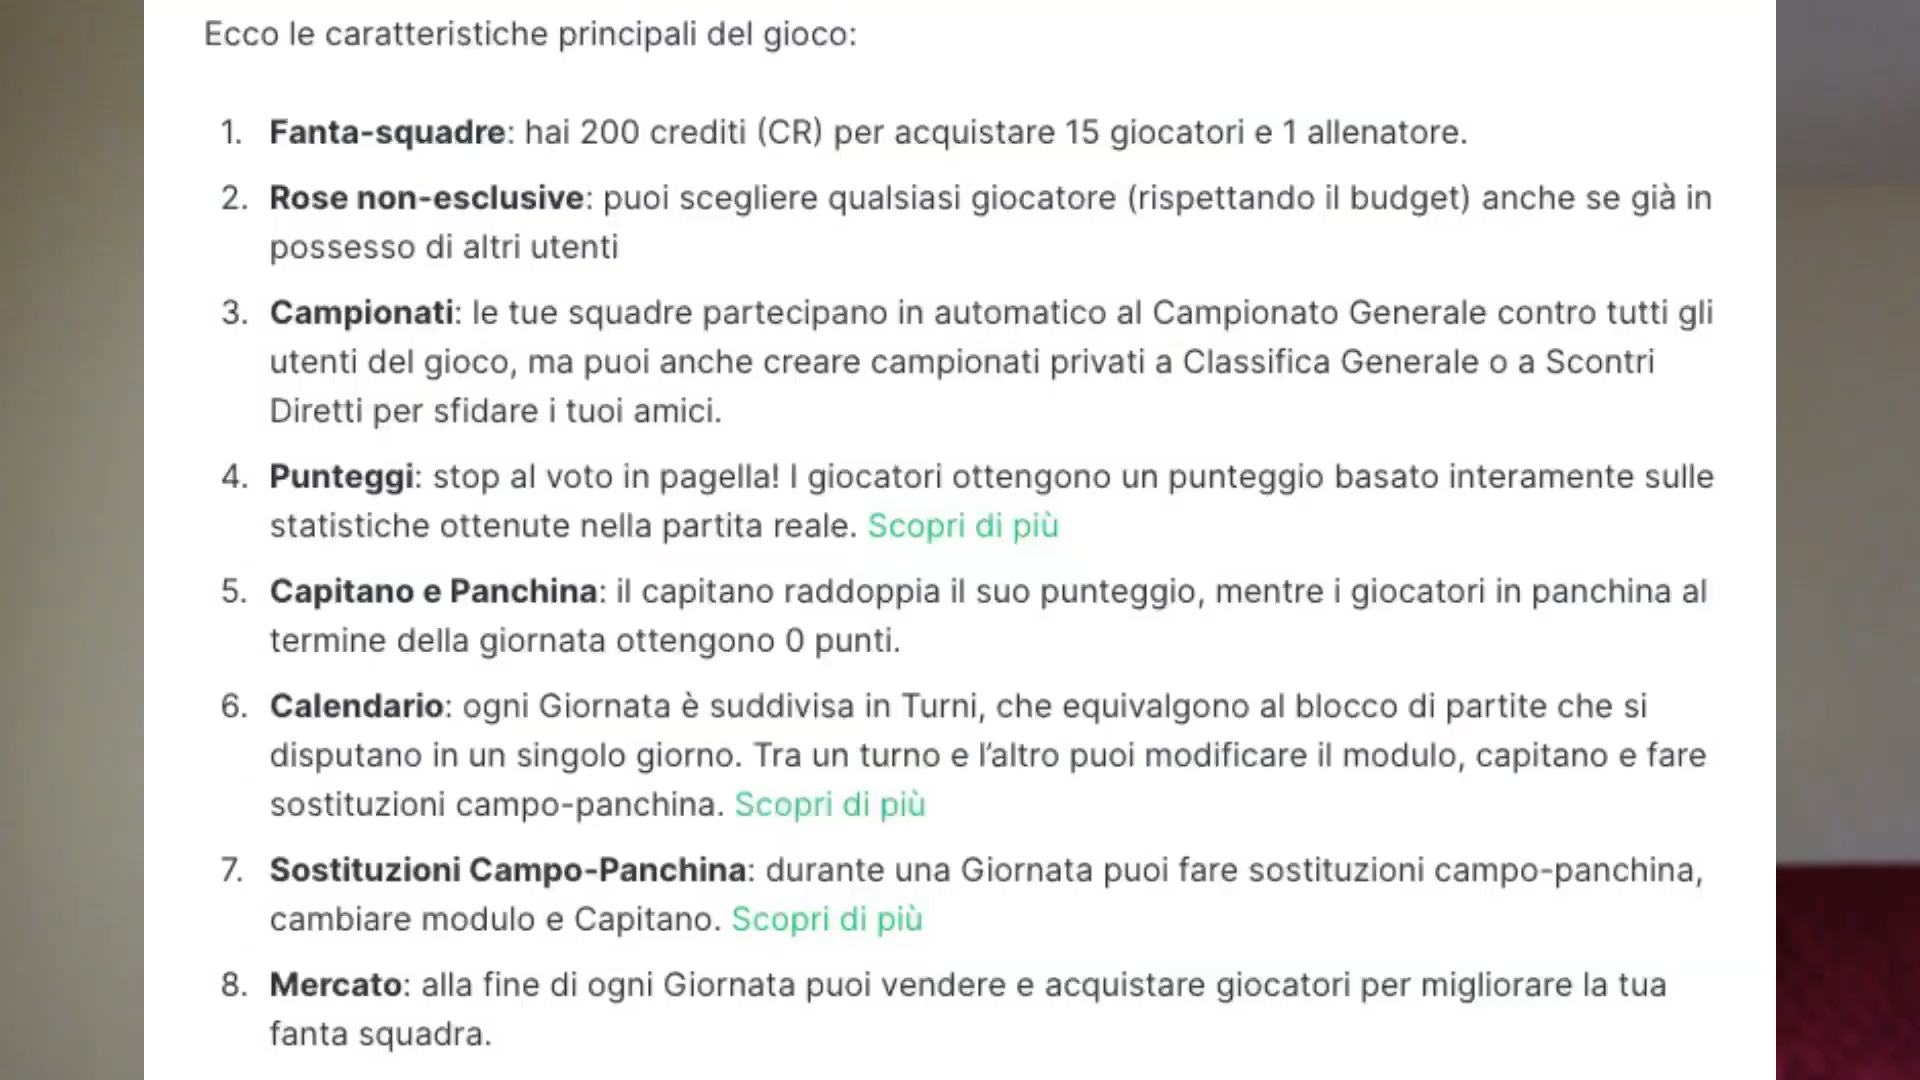 Ecco le caratteristiche principali del gioco:
1. Fanta-squadre: hai 200 crediti (CR) per acquistare 15 giocatori e 1 allenatore.
2. Rose non-esclusive: puoi scegliere qualsiasi giocatore (rispettando il budget) anche se già in
possesso di altri utenti
3. Campionati: le tue squadre partecipano in automatico al Campionato Generale contro tutti gli
utenti del gioco, ma puoi anche creare campionati privati a Classifica Generale o a Scontri
Diretti per sfidare i tuoi amici.
4. Punteggi: stop al voto in pagella! I giocatori ottengono un punteggio basato interamente sulle
statistiche ottenute nella partita reale. Scopri di più
5. Capitano e Panchina: il capitano raddoppia il suo punteggio, mentre i giocatori in panchina al
termine della giornata ottengono 0 punti.
6. Calendario: ogni Giornata è suddivisa in Turni, che equivalgono al blocco di partite che si
disputano in un singolo giorno. Tra un turno e l’altro puoi modificare il modulo, capitano e fare
sostituzioni campo-panchina. Scopri di più
7. Sostituzioni Campo-Panchina: durante una Giornata puoi fare sostituzioni campo-panchina,
cambiare modulo e Capitano. Scopri di più
8. Mercato: alla fine di ogni Giornata puoi vendere e acquistare giocatori per migliorare la tua
fanta squadra.